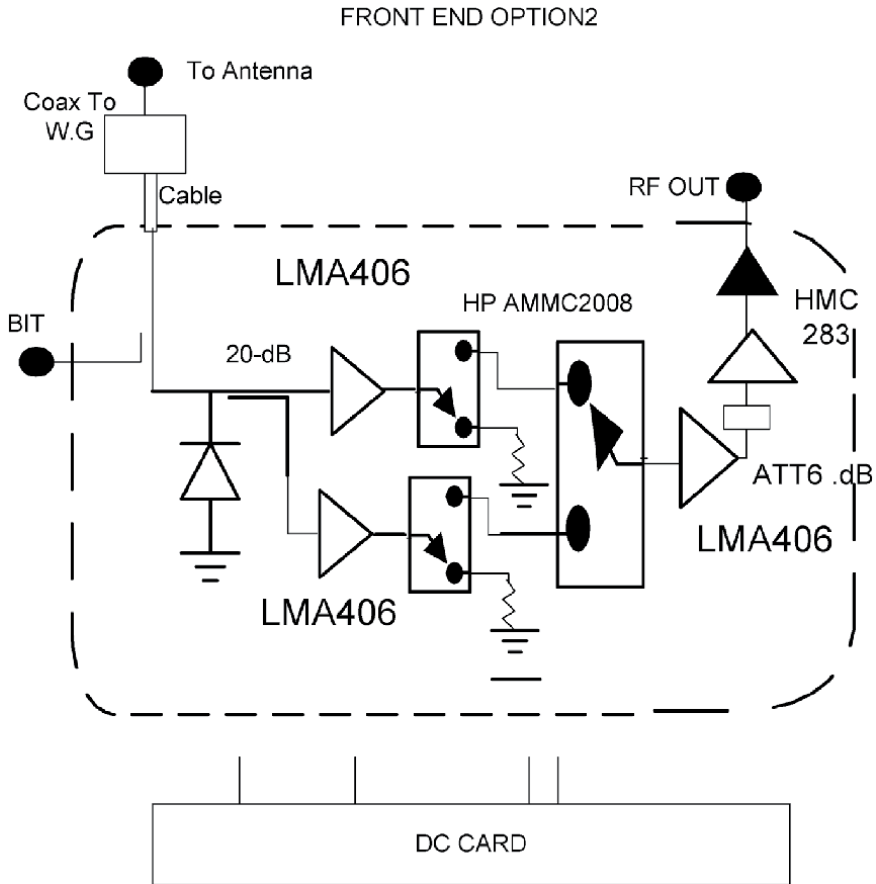 FRONT END OPTION2
To Antenna
Coax To
W.G
Cable
RF OUT
LMA406
HP AMMC2008
HMC
283
BIT
20-dB
ATT6 .dB
LMA406
LMA406
DC CARD